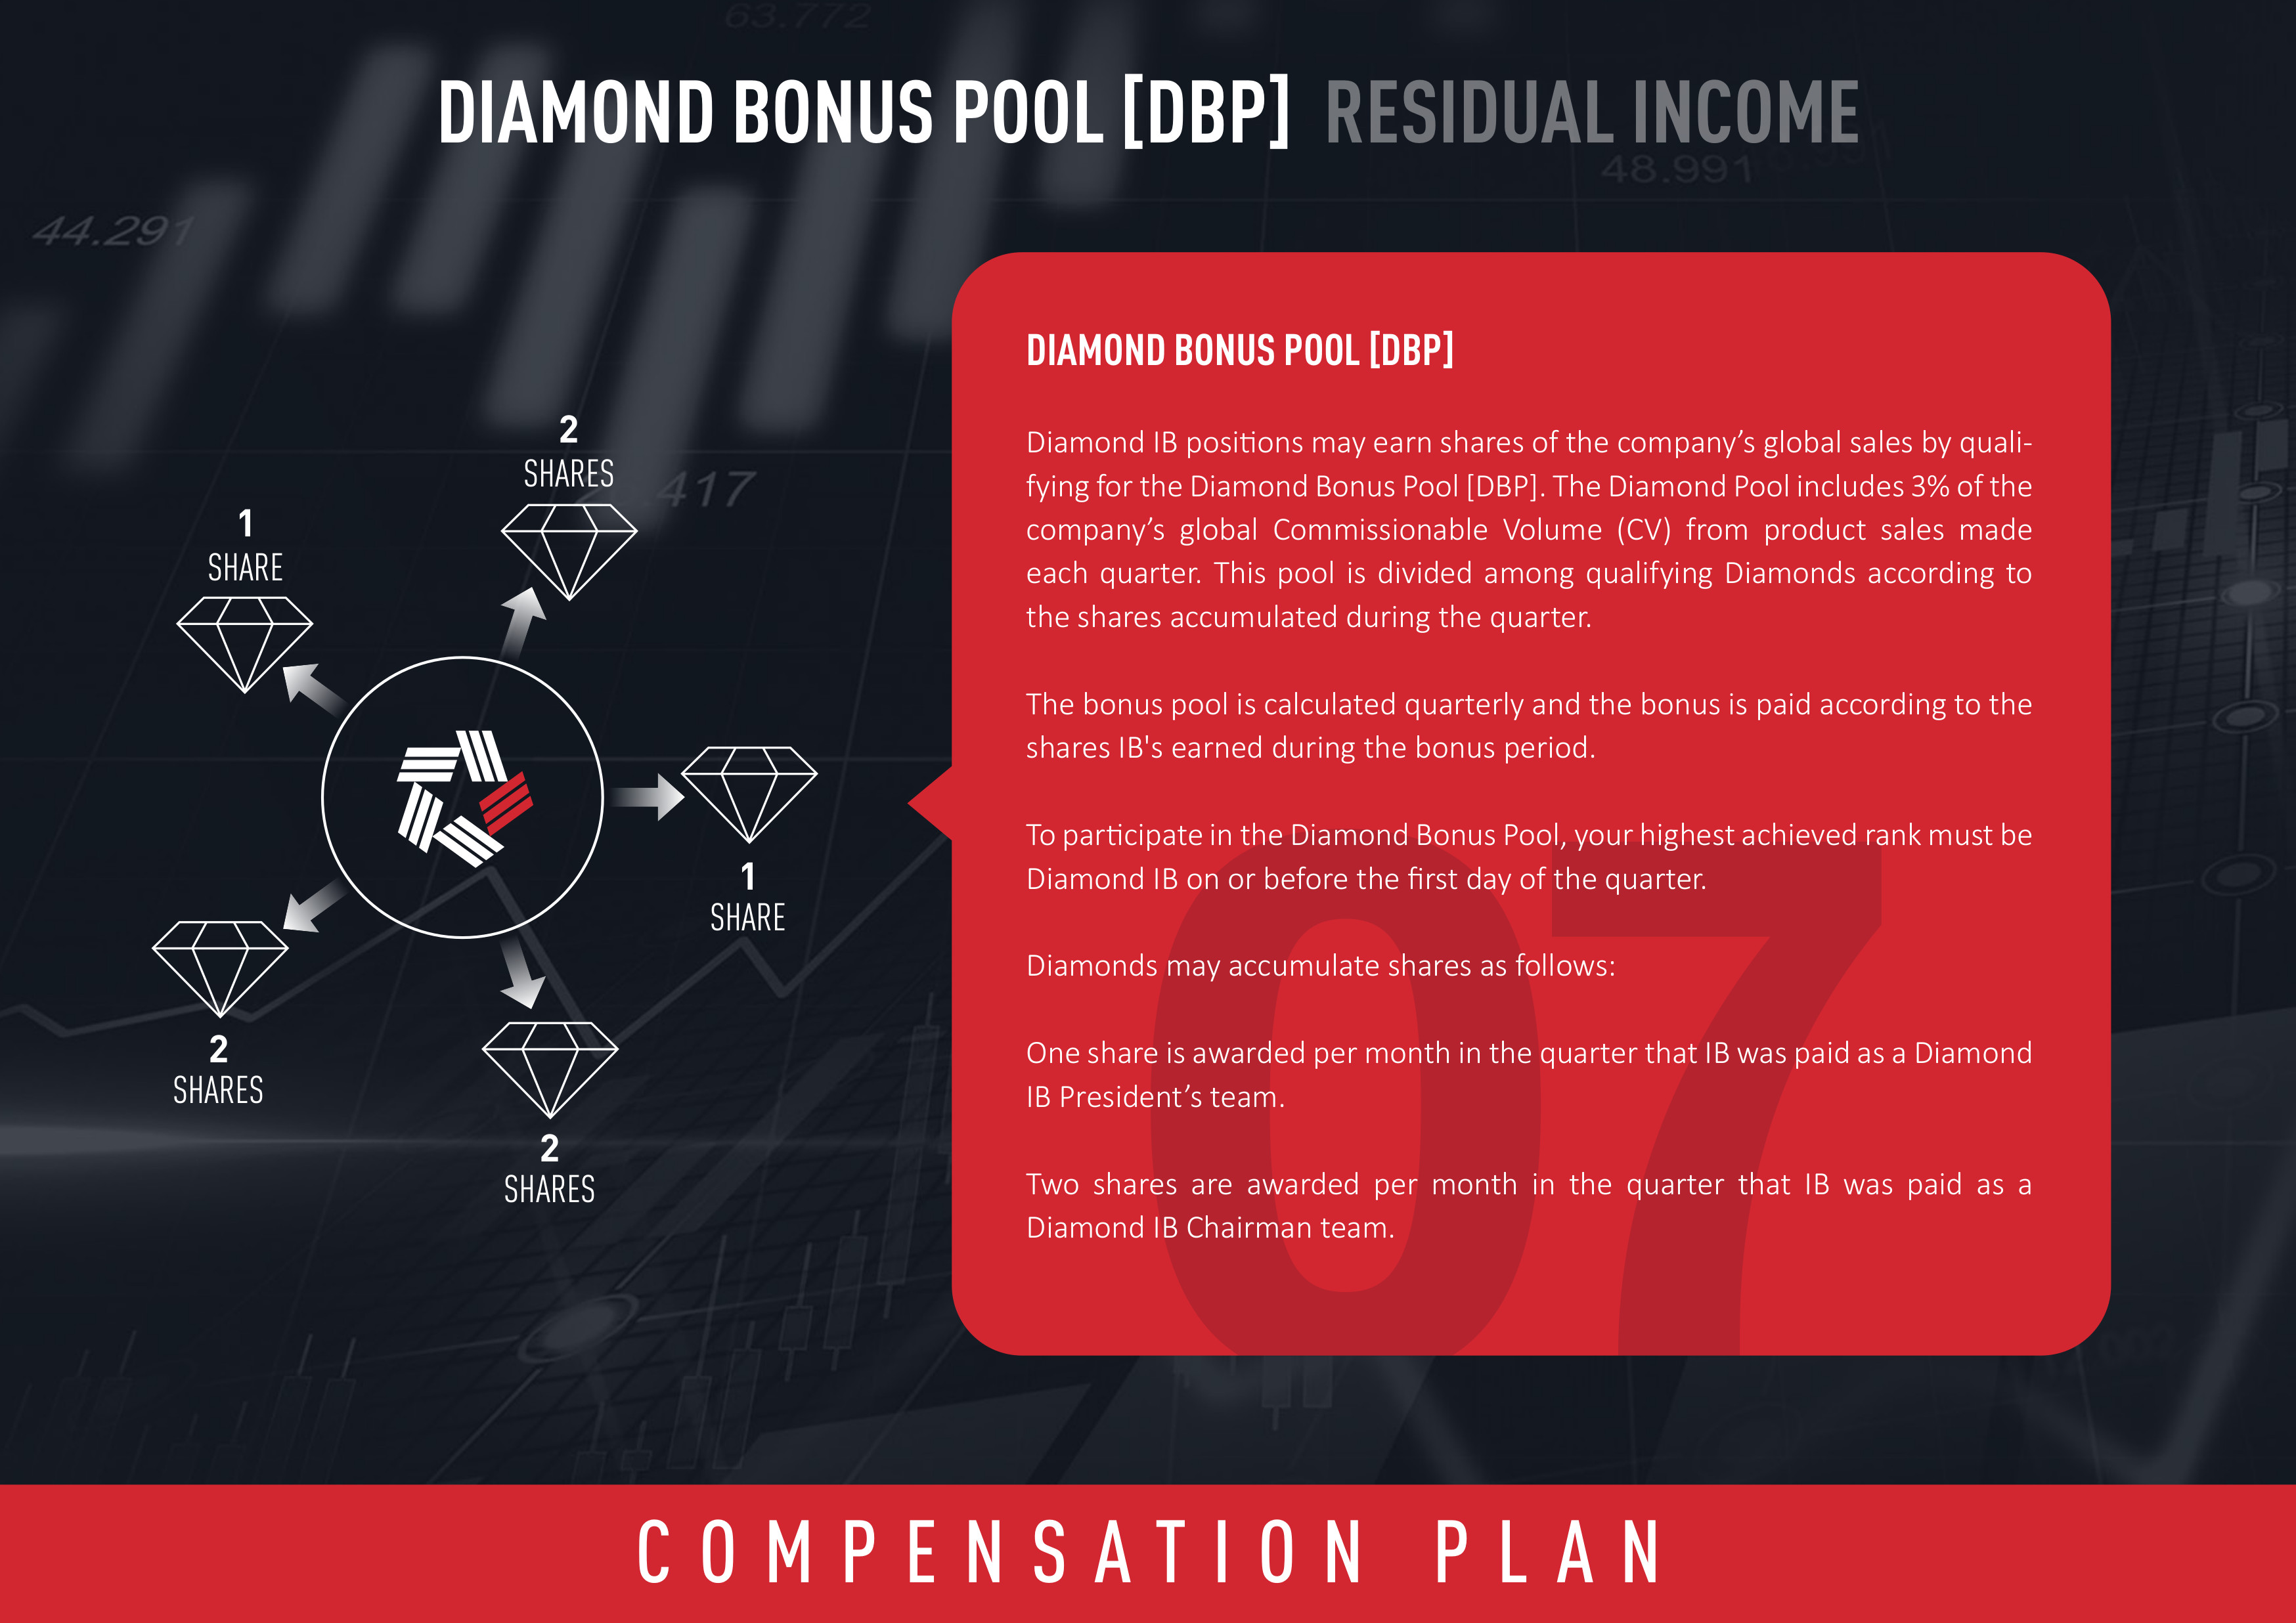 63.772
DIAMOND BONUS POOL [DBP] RESIDUAL INCOME
48.991
44.291
2
SHARES
417
1
SHARE
1
SHARE
2
SHARES
2
SHARES
DIAMOND BONUS POOL [DBP]
Diamond IB positions may earn shares of the company’s global sales by quali-
fying for the Diamond Bonus Pool [DBP]. The Diamond Pool includes 3% of the
company’s global Commissionable Volume (CV) from product sales made
each quarter. This pool is divided among qualifying Diamonds according to
the shares accumulated during the quarter.
The bonus pool is calculated quarterly and the bonus is paid according to the
shares IB's earned during the bonus period.
To participate in the Diamond Bonus Pool, your highest achieved rank must be
Diamond IB on or before the first day of the quarter.
Diamonds may accumulate shares as follows:
One share is awarded per month in the quarter that IB was paid as a Diamond
IB President’s team.
Two shares are awarded per month in the quarter that IB was paid as a
Diamond IB Chairman team.
07
COMPENSATION PLAN